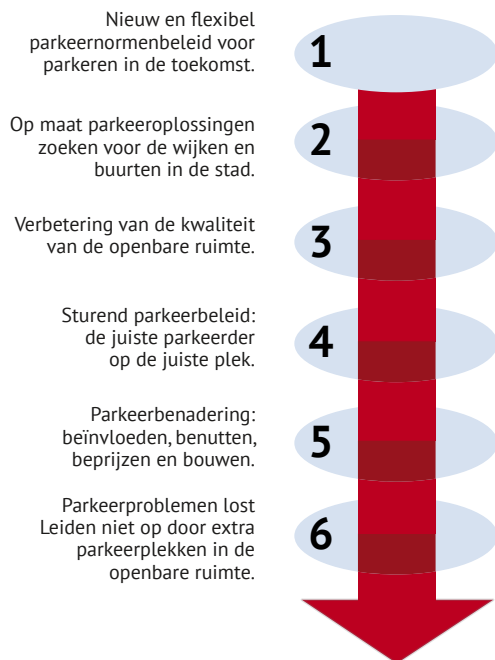 Nieuw en flexibel
parkeernormenbeleid voor
parkeren in de toekomst.
1
Op maat parkeeroplossingen
zoeken voor de wijken en
buurten in de stad.
2
Verbetering van de kwaliteit
van de openbare ruimte.
3
Sturend parkeerbeleid:
de juiste parkeerder
op de juiste plek.
4
Parkeerbenadering:
beïnvloeden, benutten,
beprijzen en bouwen.
5
Parkeerproblemen lost
Leiden niet op door extra
parkeerplekken in de
openbare ruimte.
6